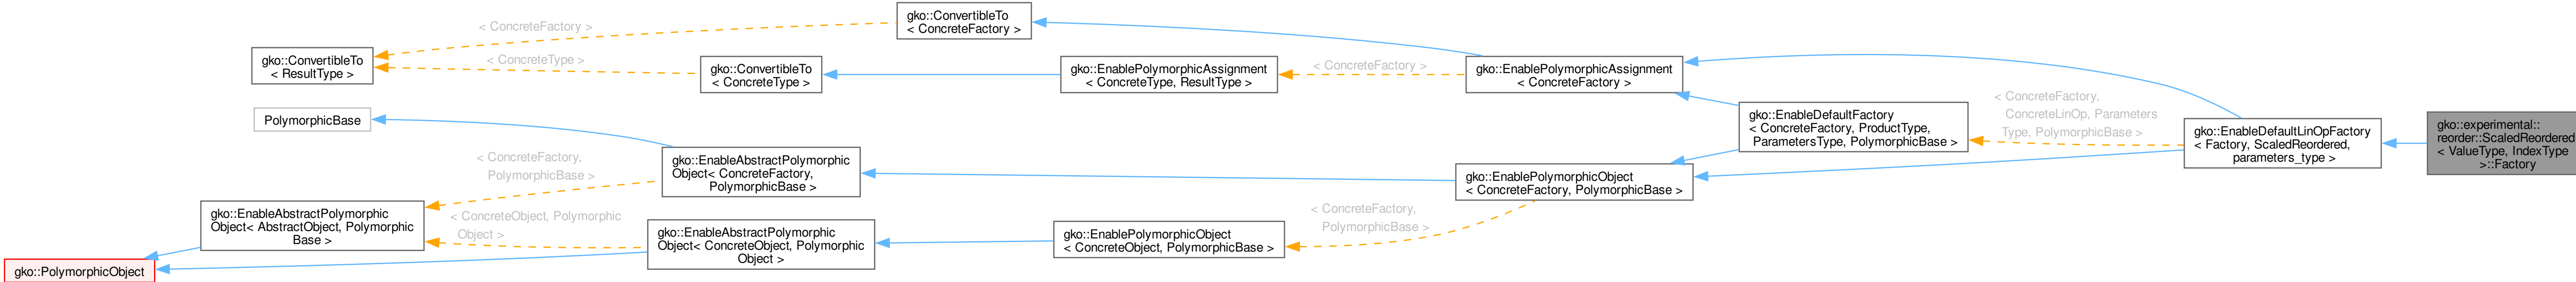 gko::ConvertibleTo
< ConcreteFactory >
< ConcreteFactory >
gko::ConvertibleTo
< ResultType >
< ConcreteType >
gko::ConvertibleTo
< ConcreteType >
gko::EnablePolymorphicAssignment
< ConcreteType, ResultType >
< ConcreteFactory >
gko::EnablePolymorphicAssignment
< ConcreteFactory >
PolymorphicBase
gko::EnableDefaultFactory
< ConcreteFactory, ProductType,
ParametersType, PolymorphicBase >
< ConcreteFactory,
ConcreteLinOp, Parameters
Type, PolymorphicBase >
gko::EnableDefaultLinOpFactory
< Factory, ScaledReordered,
parameters_type >
gko::experimental::
reorder::ScaledReordered
< ValueType, IndexType
>::Factory
< ConcreteFactory,
PolymorphicBase >
gko::EnableAbstractPolymorphic
Object< ConcreteFactory,
PolymorphicBase >
gko::EnablePolymorphicObject
< ConcreteFactory, PolymorphicBase >
gko::EnableAbstractPolymorphic
Object< AbstractObject, Polymorphic
Base >
< ConcreteObject, Polymorphic
Object >
gko::EnableAbstractPolymorphic
Object< ConcreteObject, Polymorphic
Object >
gko::EnablePolymorphicObject
< ConcreteObject, PolymorphicBase >
< ConcreteFactory,
PolymorphicBase >
gko::PolymorphicObject